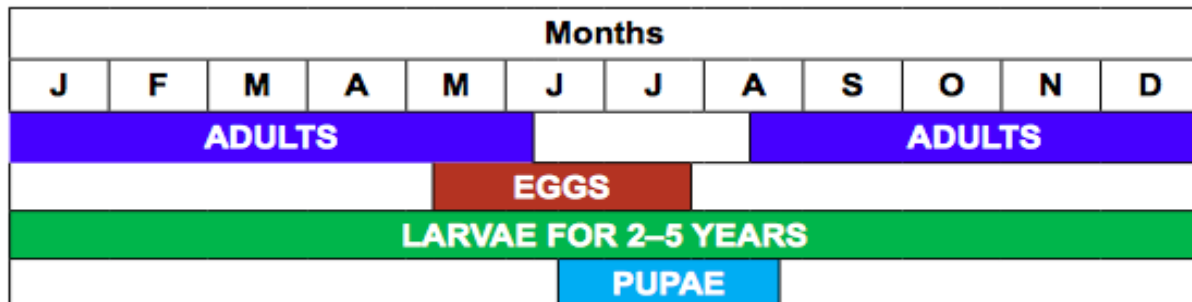 Months
J F M A M J J A S O N D
ADULTS ADULTS
EGGS
LARVAE FOR 2–5 YEARS
PUPAE